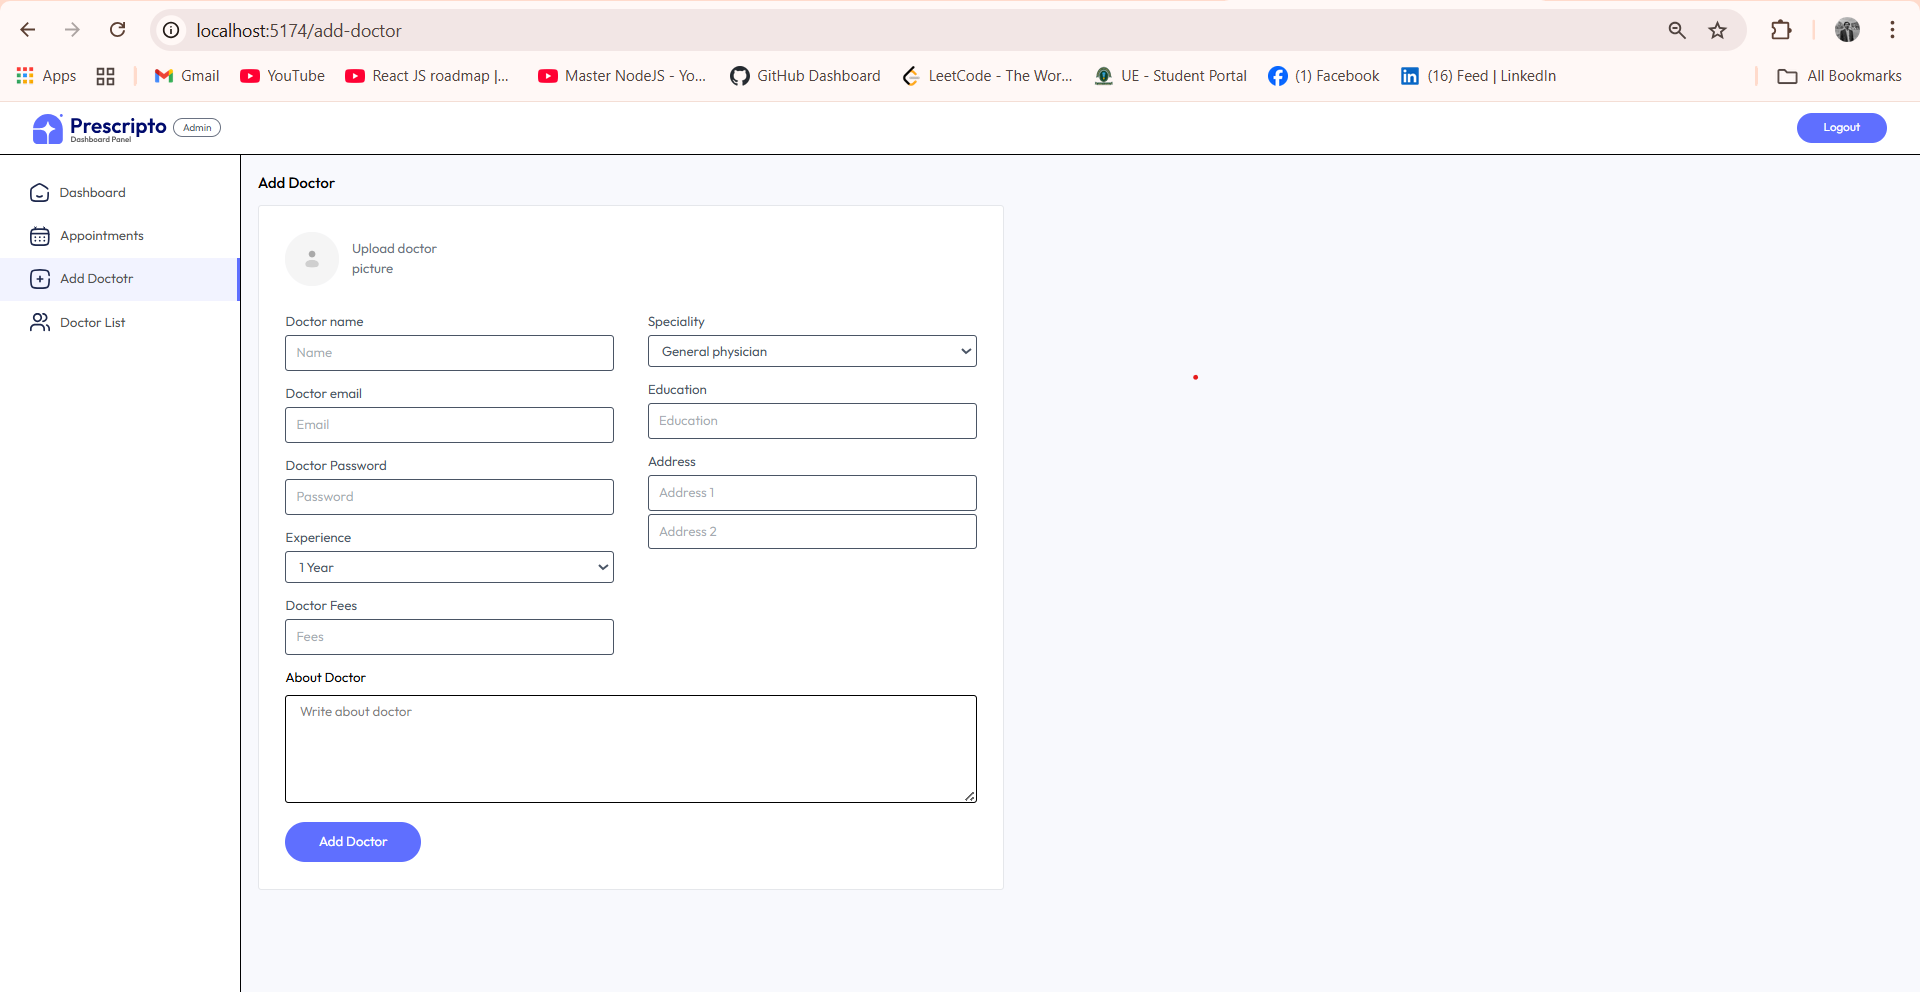 localhost:5174/add-doctor
Apps Gmail YouTube React JS roadmap |... Master NodeJS - Yo... GitHub Dashboard LeetCode - The Wor... UE - Student Portal (1) Facebook (16) Feed | LinkedIn All Bookmarks
Prescripto Admin Logout
Dashboard Panel
Dashboard
Appointments
Add Doctotr
Doctor List
Add Doctor
Upload doctor
picture
Doctor name
Name
Doctor email
Email
Doctor Password
Password
Experience
1 Year
Doctor Fees
Fees
Speciality
General physician
Education
Education
Address
Address 1
Address 2
About Doctor
Write about doctor
Add Doctor